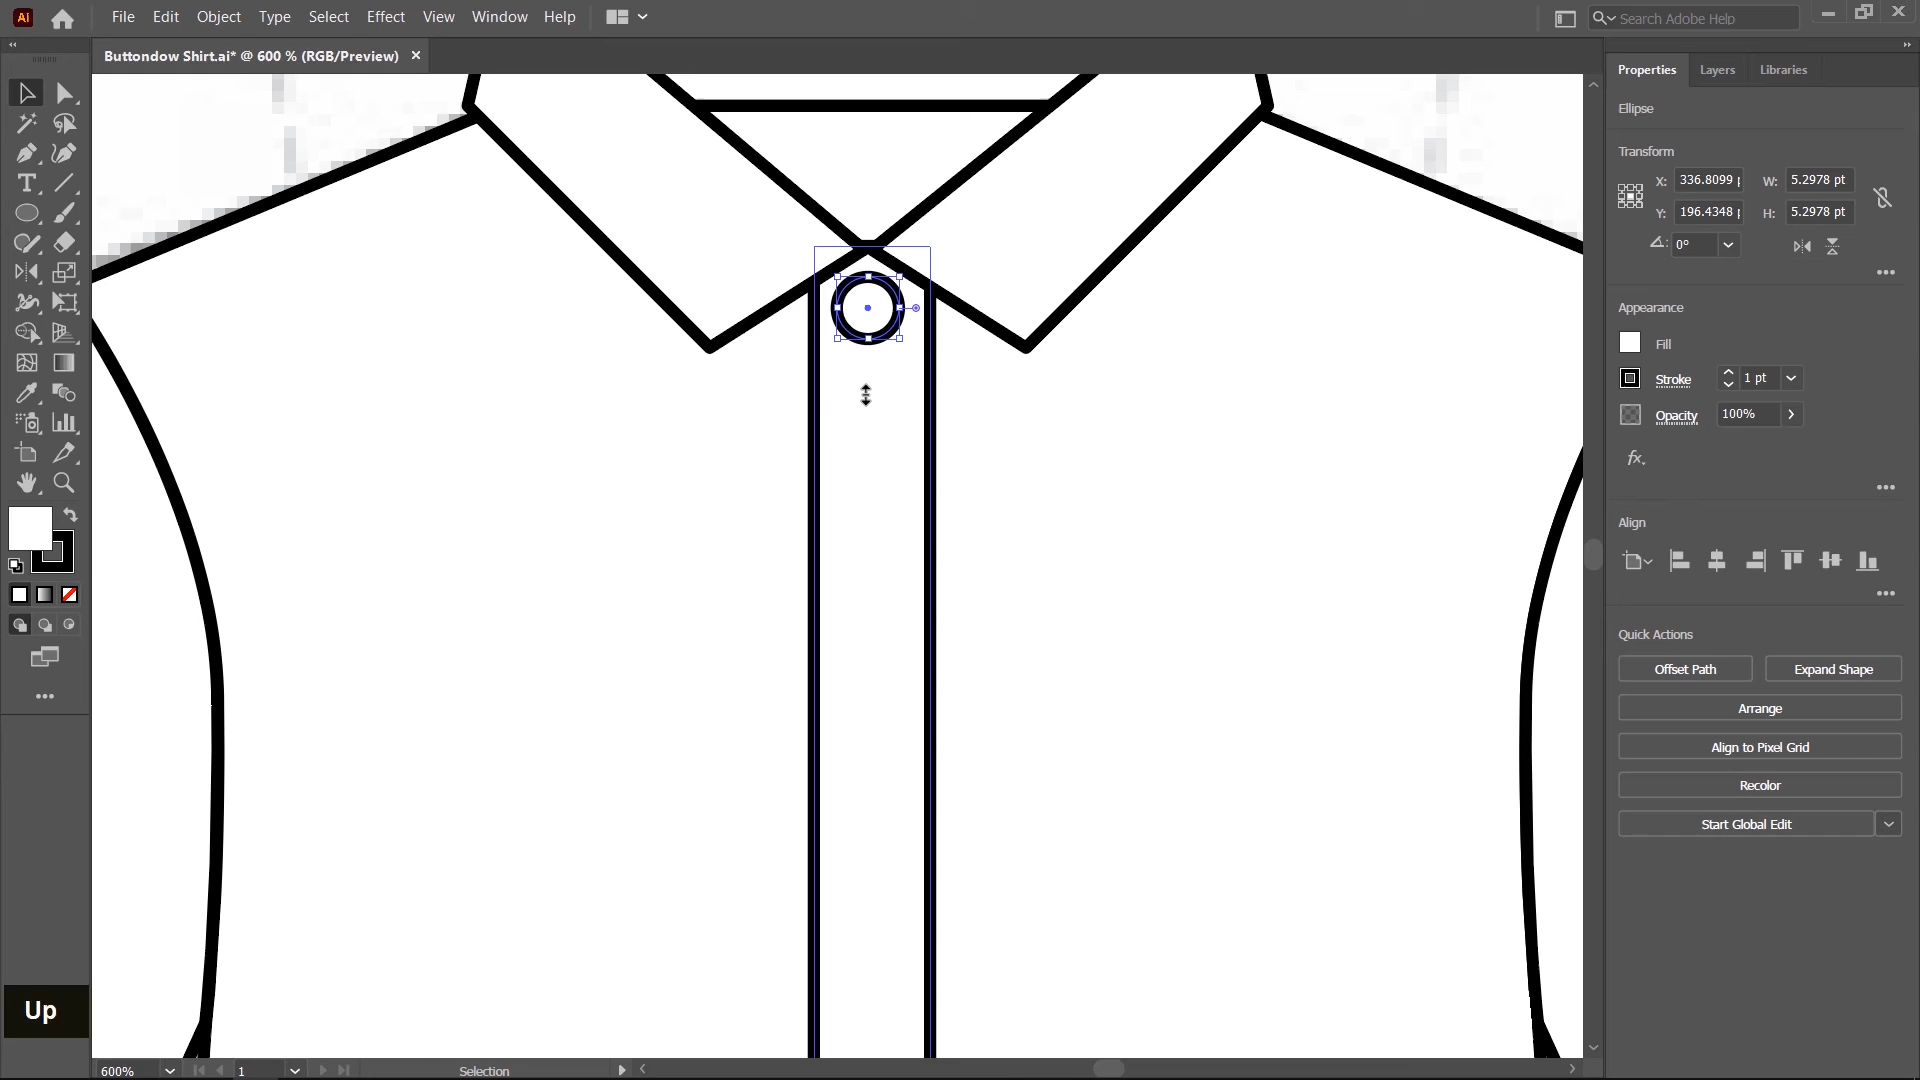 Ai File Edit Object Type Select Effect View Window Help Search Adobe Help
Buttondow Shirt.ai* @ 600 % (RGB/Preview) ×
Properties Layers Libraries
Ellipse
Transform
X: 336.8099 W: 5.2978 pt
Y: 196.4348 H: 5.2978 pt
0°
Appearance
Fill
Stroke 1 pt
Opacity 100%
fx.
Align
Quick Actions
Offset Path Expand Shape
Arrange
Align to Pixel Grid
Recolor
Start Global Edit
Up
600% 1 Selection